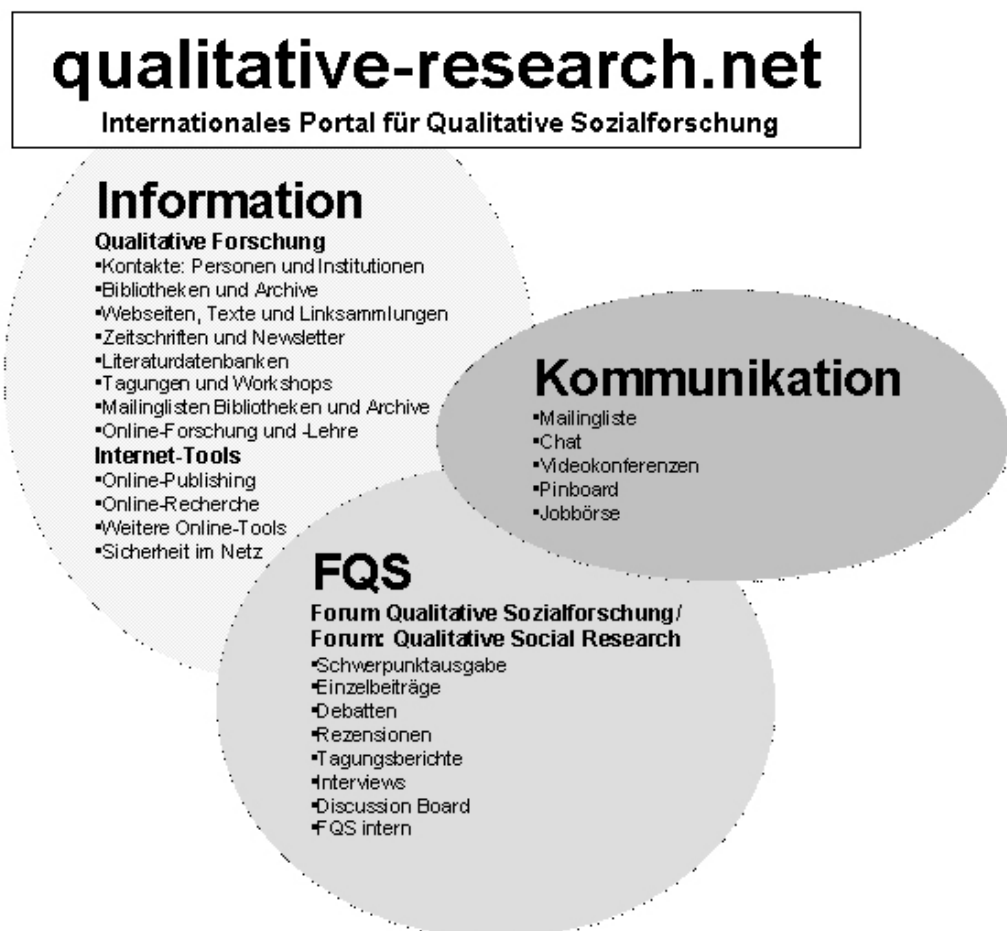 qualitative-research.net
Internationales Portal für Qualitative Sozialforschung
Information
Qualitative Forschung
▪Kontakte: Personen und Institutionen
▪Bibliotheken und Archive
▪Webseiten, Texte und Linksammlungen
▪Zeitschriften und Newsletter
▪Literaturdatenbanken
▪Tagungen und Workshops
▪Mailinglisten Bibliotheken und Archive
▪Online-Forschung und -Lehre
Internet-Tools
▪Online-Publishing
▪Online-Recherche
▪Weitere Online-Tools
▪Sicherheit im Netz
Kommunikation
▪Mailingliste
▪Chat
▪Videokonferenzen
▪Pinboard
▪Jobbörse
FQS
Forum Qualitative Sozialforschung/
Forum: Qualitative Social Research
▪Schwerpunktausgabe
▪Einzelbeiträge
▪Debatten
▪Rezensionen
▪Tagungsberichte
▪Interviews
▪Discussion Board
▪FQS intern